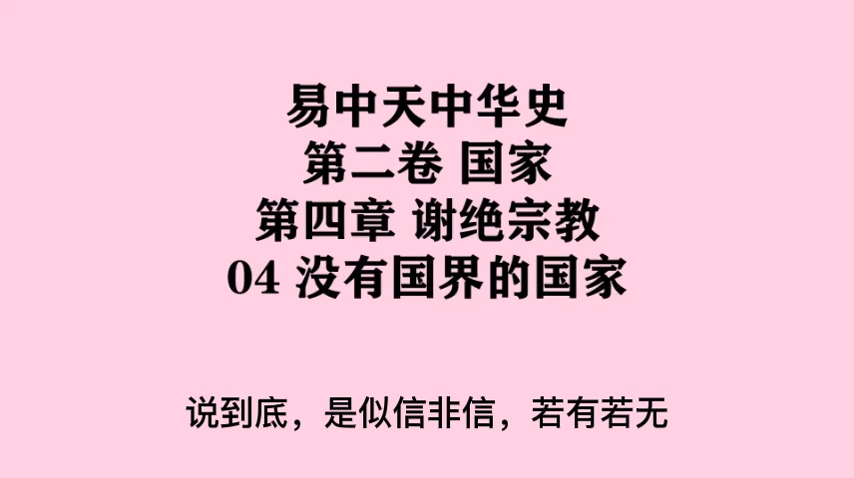 易中天中华史
第二卷 国家
第四章 谢绝宗教
04 没有国界的国家
说到底，是似信非信，若有若无